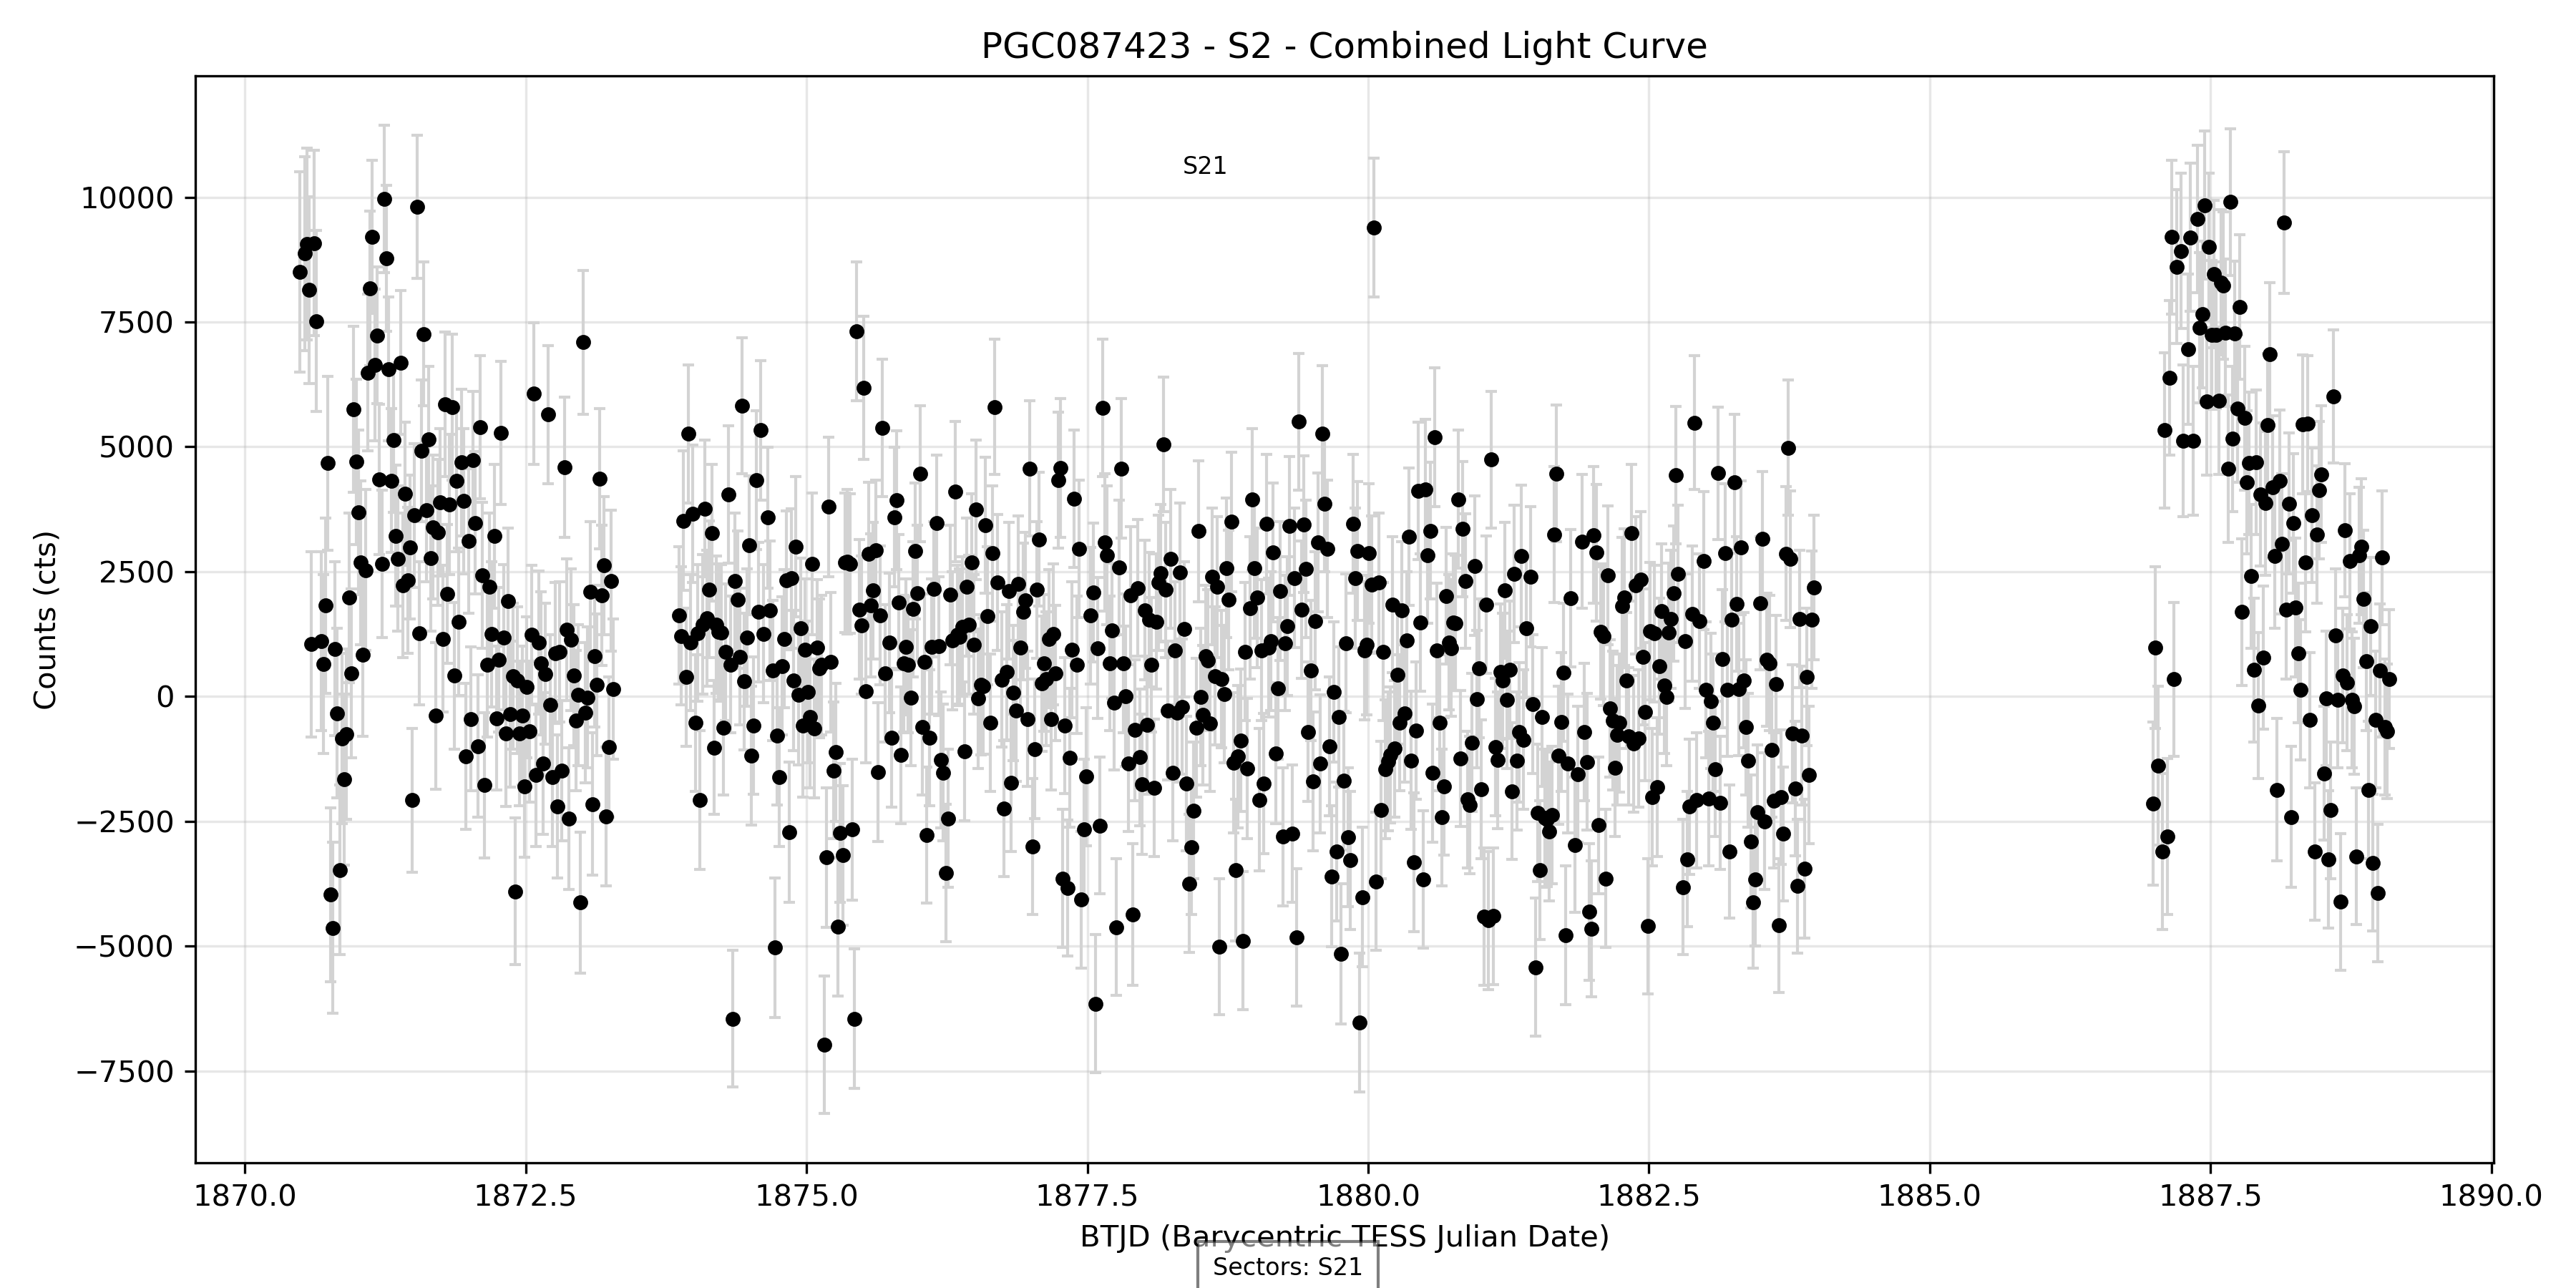 PGC087423 - S2 - Combined Light Curve
S21
10000
7500
5000
2500
0
−2500
−5000
−7500
Counts (cts)
1870.0 1872.5 1875.0 1877.5 1880.0 1882.5 1885.0 1887.5 1890.0
BTJD (Barycentric TESS Julian Date)
Sectors: S21